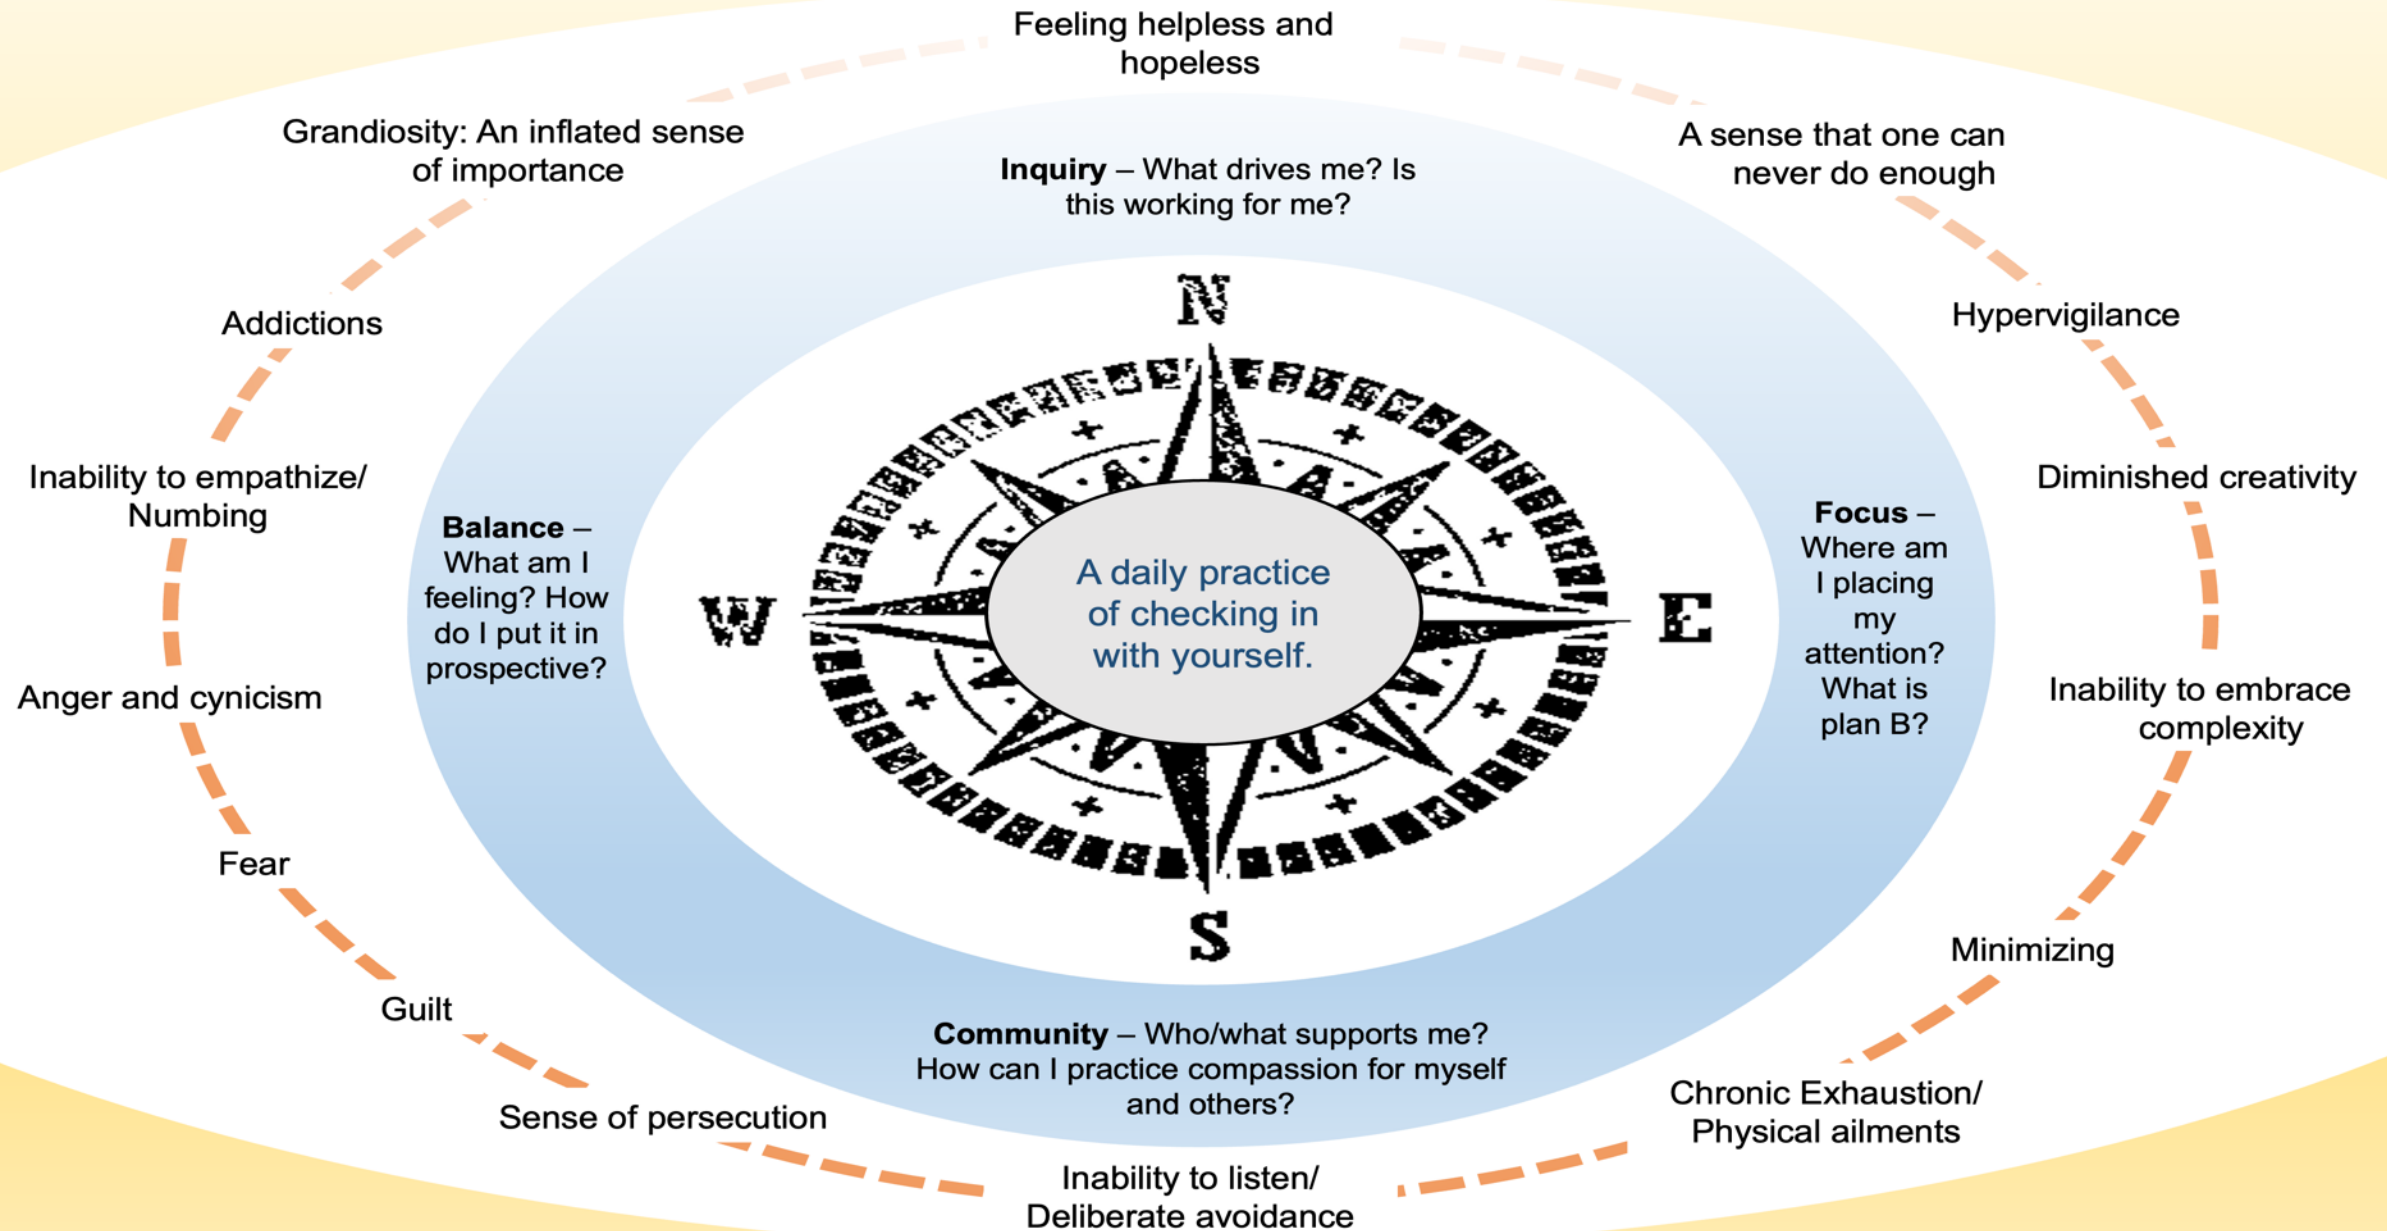 Feeling helpless and
hopeless
A sense that one can
never do enough
Hypervigilance
Diminished creativity
Inability to embrace
complexity
Minimizing
Chronic Exhaustion/
Physical ailments
Inability to listen/
Deliberate avoidance
Sense of persecution
Guilt
Fear
Anger and cynicism
Inability to empathize/
Numbing
Addictions
Grandiosity: An inflated sense
of importance
Inquiry – What drives me? Is
this working for me?
Focus –
Where am
I placing
my
attention?
What is
plan B?
Community – Who/what supports me?
How can I practice compassion for myself
and others?
Balance –
What am I
feeling? How
do I put it in
prospective?
N
E
S
W
A daily practice
of checking in
with yourself.